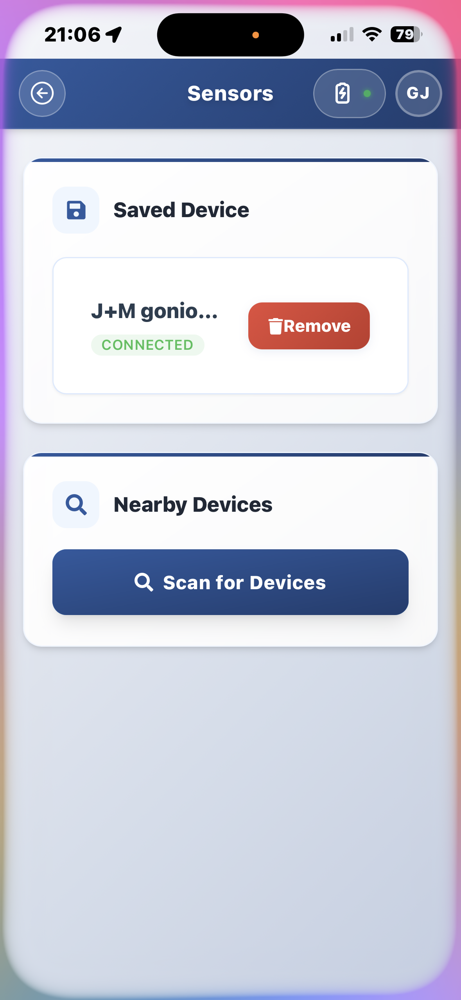 21:06
79
Sensors
GJ
Saved Device
J+M gonio...
CONNECTED
Remove
Nearby Devices
Scan for Devices